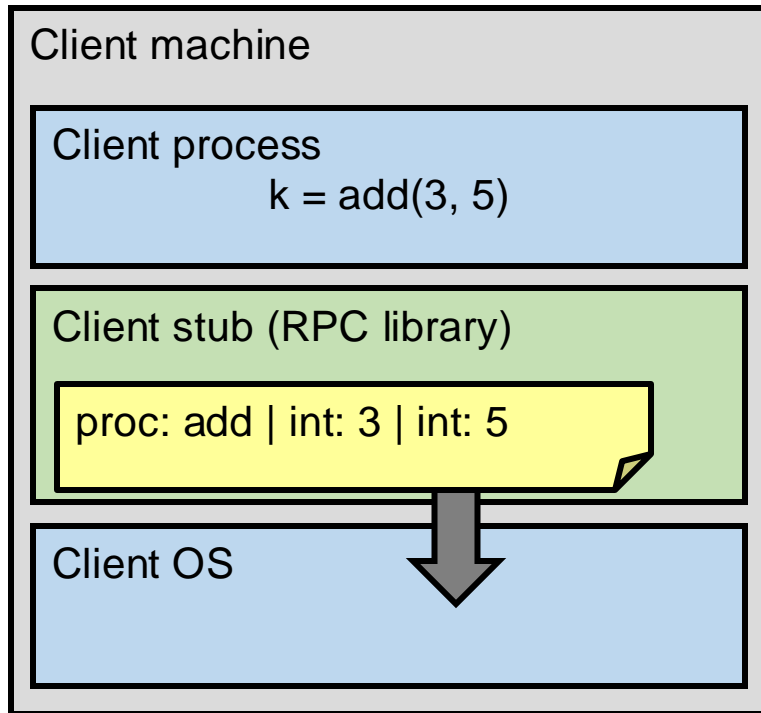 Client machine
Client process
k = add(3, 5)
Client stub (RPC library)
proc: add | int: 3 | int: 5
Client OS